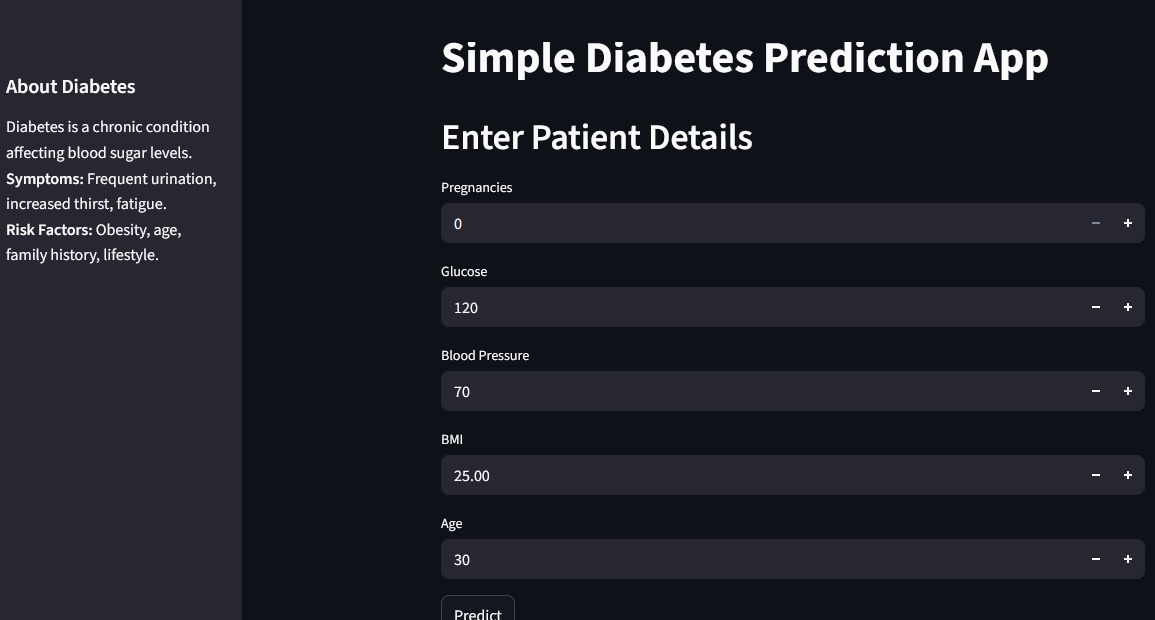 About Diabetes
Diabetes is a chronic condition
affecting blood sugar levels.
Symptoms: Frequent urination,
increased thirst, fatigue.
Risk Factors: Obesity, age,
family history, lifestyle.
Simple Diabetes Prediction App
Enter Patient Details
Pregnancies
0
Glucose
120
Blood Pressure
70
BMI
25.00
Age
30
Predict